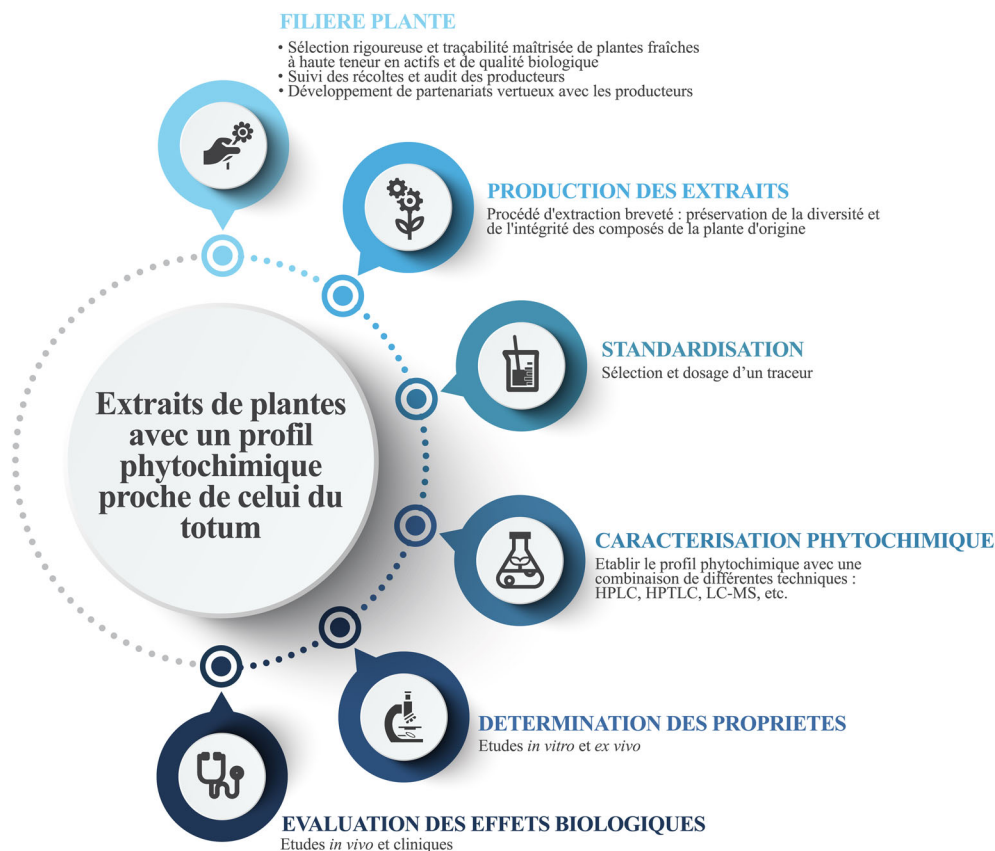 FILIERE PLANTE
• Sélection rigoureuse et traçabilité maîtrisée de plantes fraîches
à haute teneur en actifs et de qualité biologique
• Suivi des récoltes et audit des producteurs
• Développement de partenariats vertueux avec les producteurs
PRODUCTION DES EXTRAITS
Procédé d'extraction breveté : préservation de la diversité et
de l'intégrité des composés de la plante d'origine
STANDARDISATION
Sélection et dosage d’un traceur
Extraits de plantes
avec un profil
phytochimique
proche de celui du
totum
CARACTERISATION PHYTOCHIMIQUE
Etablir le profil phytochimique avec une
combinaison de différentes techniques :
HPLC, HPTLC, LC-MS, etc.
DETERMINATION DES PROPRIETES
Etudes in vitro et ex vivo
EVALUATION DES EFFETS BIOLOGIQUES
Etudes in vivo et cliniques